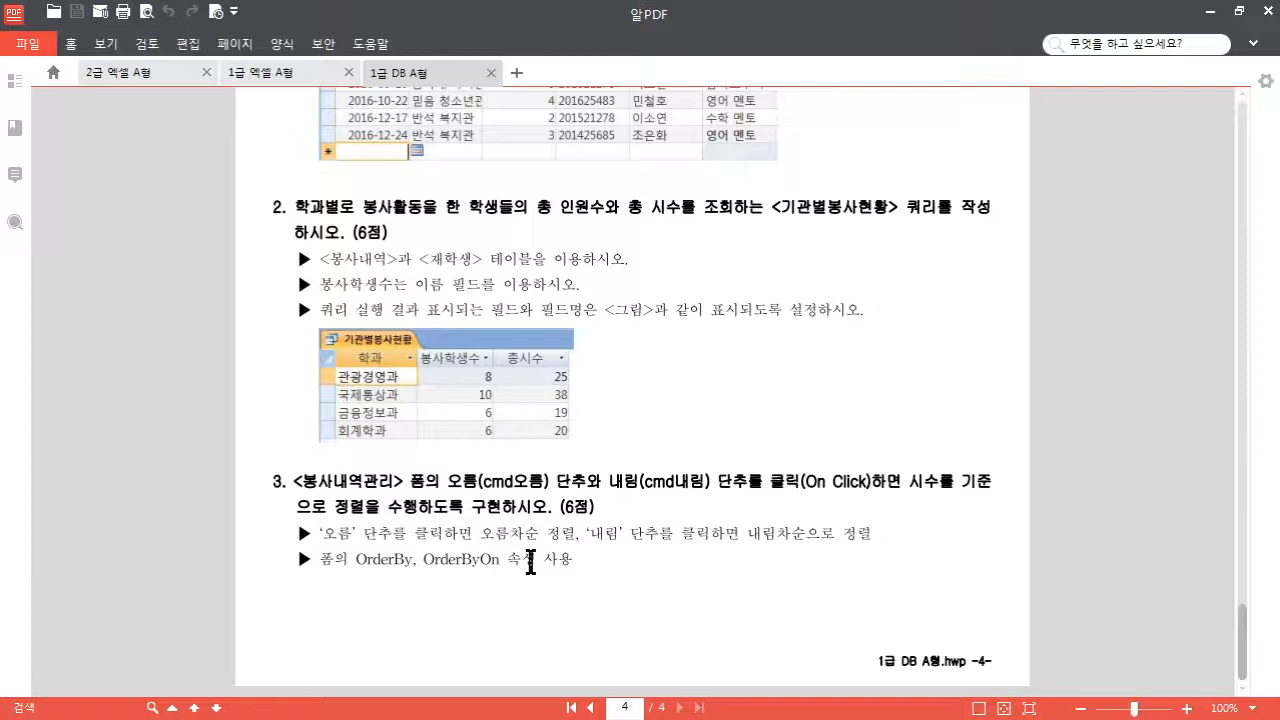 알PDF
파일 홈 보기 검토 편집 페이지 양식 보안 도움말 무엇을 하고 싶으세요?
2급 엑셀 A형 1급 엑셀 A형 1급 DB A형
2016-10-22 믿음 청소년관 4 201625483 민철호 영어 멘토
2016-12-17 반석 복지관 2 201521278 이소연 수학 멘토
2016-12-24 반석 복지관 3 201425685 조은화 영어 멘토
2. 학과별로 봉사활동을 한 학생들의 총 인원수와 총 시수를 조회하는 <기관별봉사현황> 쿼리를 작성
하시오. (6점)
▶ <봉사내역>과 <재학생> 테이블을 이용하시오.
▶ 봉사학생수는 이름 필드를 이용하시오.
▶ 쿼리 실행 결과 표시되는 필드와 필드명은 <그림>과 같이 표시되도록 설정하시오.
기관별봉사현황
학과 봉사학생수 총시수
관광경영과 8 25
국제통상과 10 38
금융정보과 6 19
회계학과 6 20
3. <봉사내역관리> 폼의 오름(cmd오름) 단추와 내림(cmd내림) 단추를 클릭(On Click)하면 시수를 기준
으로 정렬을 수행하도록 구현하시오. (6점)
▶ ‘오름’ 단추를 클릭하면 오름차순 정렬, ‘내림’ 단추를 클릭하면 내림차순으로 정렬
▶ 폼의 OrderBy, OrderByOn 속성 사용
1급 DB A형.hwp -4-
검색 4 / 4 100%